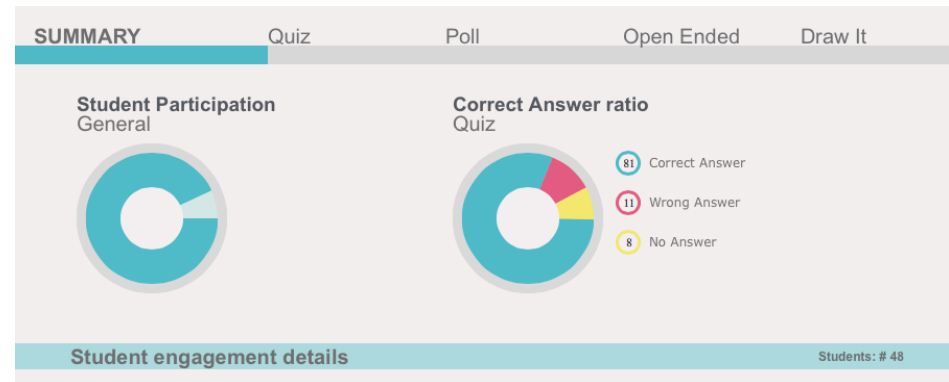 SUMMARY Quiz Poll Open Ended Draw It
Student Participation
General
Correct Answer ratio
Quiz
81 Correct Answer
11 Wrong Answer
8 No Answer
Student engagement details Students: # 48